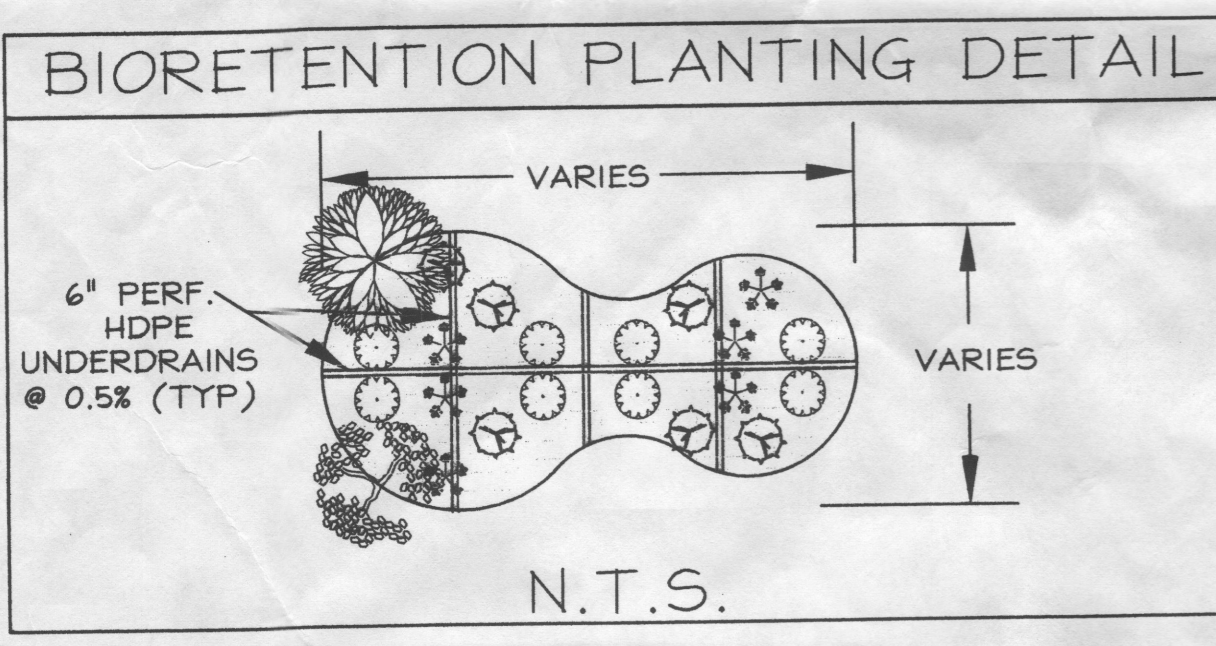 BIORETENTION PLANTING DETAIL
VARIES
6" PERF.
HDPE
UNDERDRAINS
@ 0.5% (TYP)
VARIES
N.T.S.